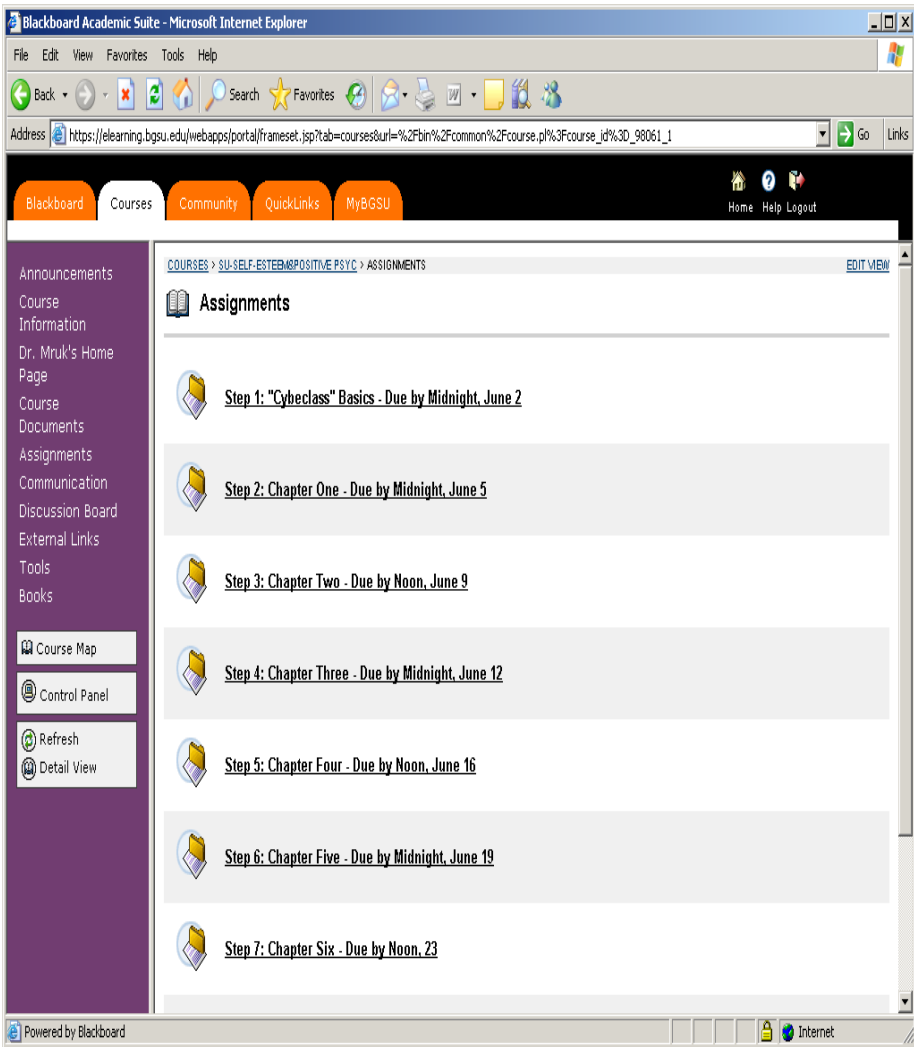 Blackboard Academic Suite - Microsoft Internet Explorer
File Edit View Favorites Tools Help
Back Search Favorites
Address https://elearning.bgsu.edu/webapps/portal/frameset.jsp?tab=courses&url=%2Fbin%2Fcommon%2Fcourse.pl%3Fcourse_id%3D_98061_1 Go Links
Blackboard Courses Community QuickLinks MyBGSU
Home Help Logout
Announcements
Course
Information
Dr. Mruk's Home
Page
Course
Documents
Assignments
Communication
Discussion Board
External Links
Tools
Books
Course Map
Control Panel
Refresh
Detail View
COURSES > SU-SELF-ESTEEM&POSITIVE PSYC > ASSIGNMENTS EDIT VIEW
Assignments
Step 1: "Cybeclass" Basics - Due by Midnight, June 2
Step 2: Chapter One - Due by Midnight, June 5
Step 3: Chapter Two - Due by Noon, June 9
Step 4: Chapter Three - Due by Midnight, June 12
Step 5: Chapter Four - Due by Noon, June 16
Step 6: Chapter Five - Due by Midnight, June 19
Step 7: Chapter Six - Due by Noon, 23
Powered by Blackboard Internet